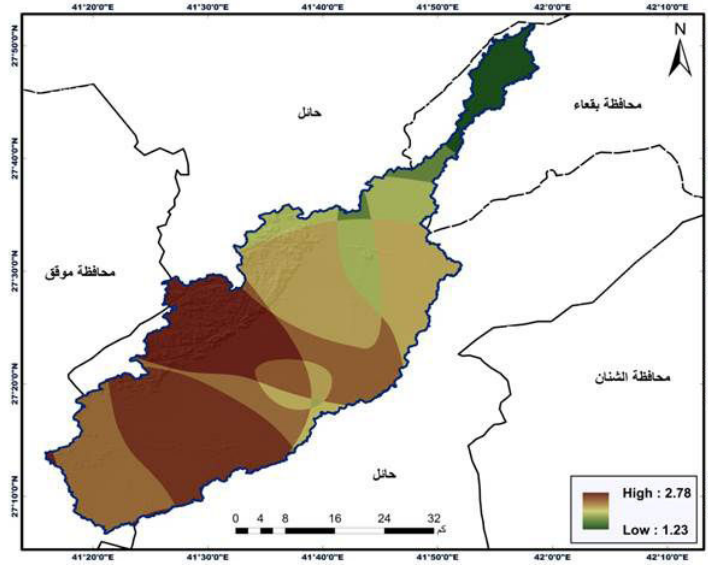 41°20'0"E 41°30'0"E 41°40'0"E 41°50'0"E 42°0'0"E 42°10'0"E
27°50'0"N
محافظة بقعاء
حائل
27°40'0"N
27°30'0"N
محافظة موقق
27°20'0"N
محافظة الشنان
حائل
27°10'0"N
High : 2.78
Low : 1.23
0 4 8 16 24 32
كم
N
41°20'0"E 41°30'0"E 41°40'0"E 41°50'0"E 42°0'0"E 42°10'0"E